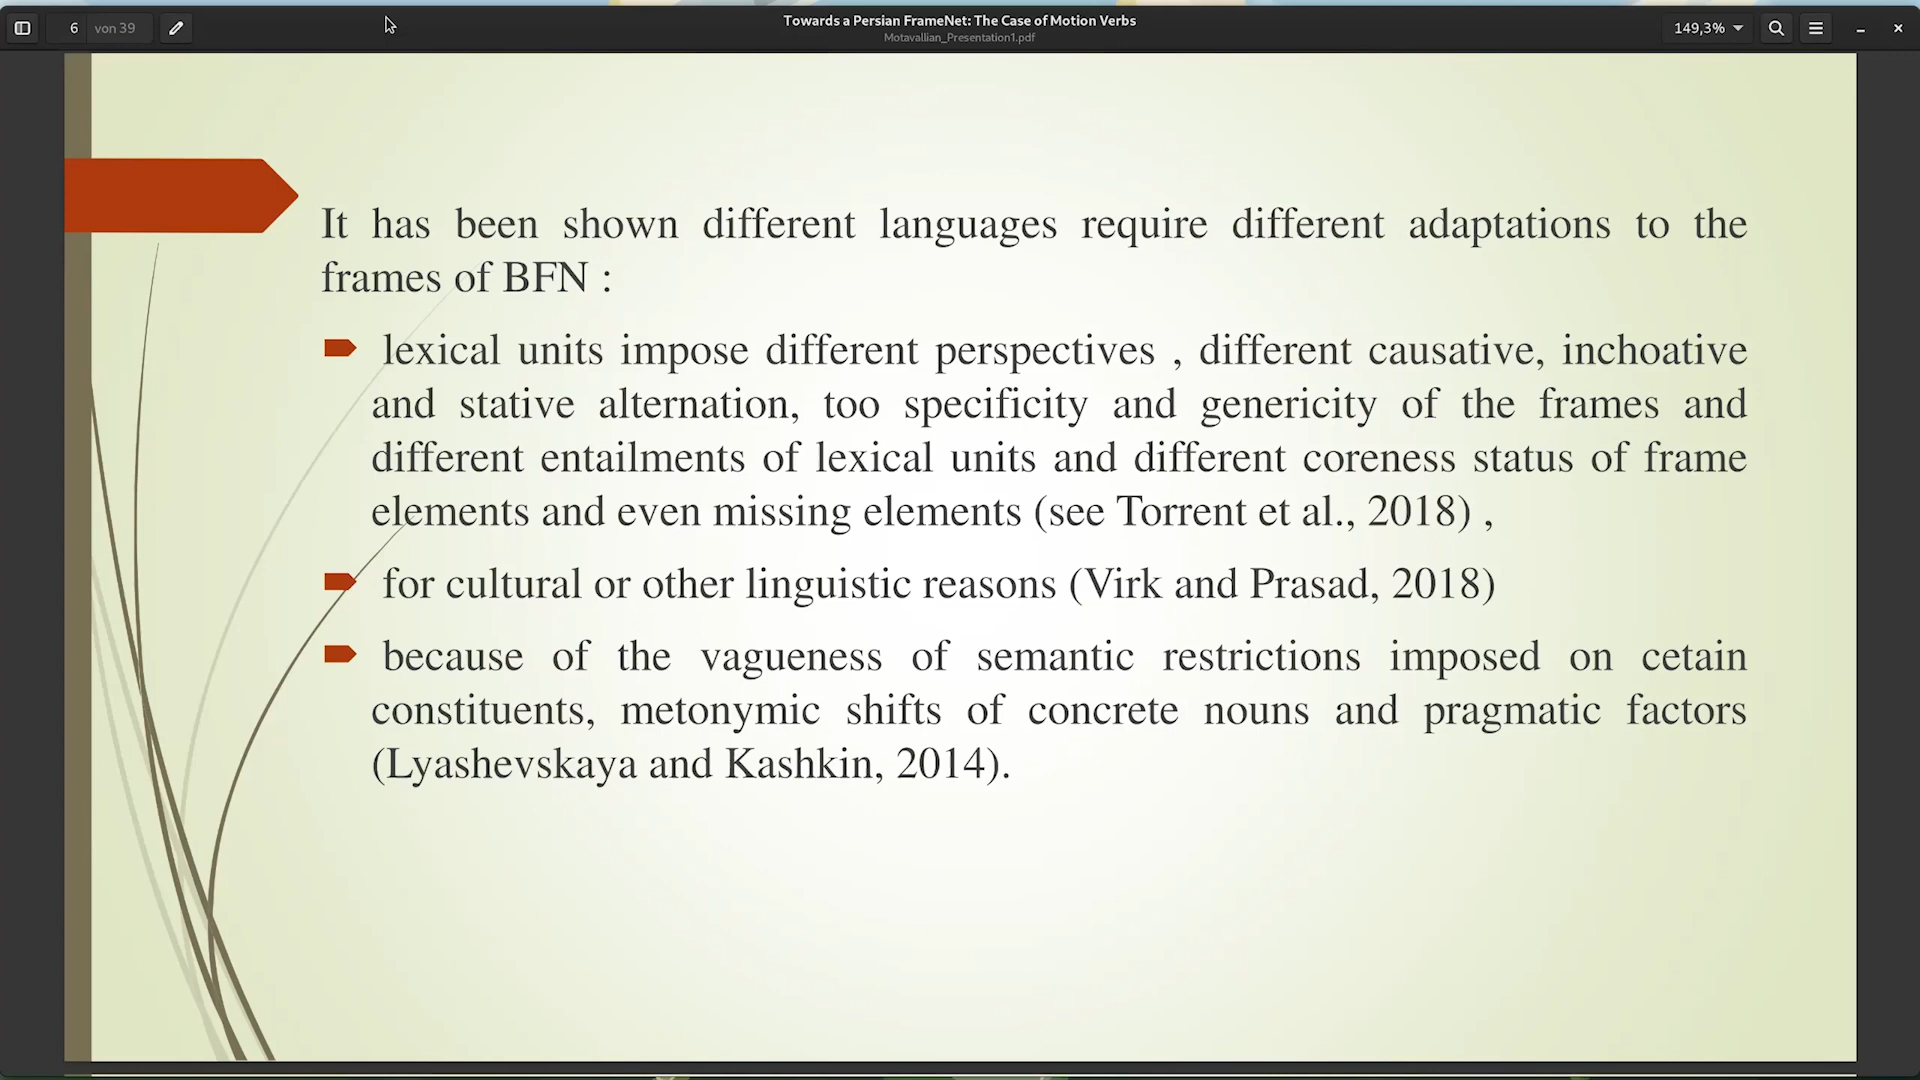 6 von 39
Towards a Persian FrameNet: The Case of Motion Verbs
Motavallian_Presentation1.pdf
149,3%
It has been shown different languages require different adaptations to the
frames of BFN :
lexical units impose different perspectives , different causative, inchoative
and stative alternation, too specificity and genericity of the frames and
different entailments of lexical units and different coreness status of frame
elements and even missing elements (see Torrent et al., 2018) ,
for cultural or other linguistic reasons (Virk and Prasad, 2018)
because of the vagueness of semantic restrictions imposed on cetain
constituents, metonymic shifts of concrete nouns and pragmatic factors
(Lyashevskaya and Kashkin, 2014).